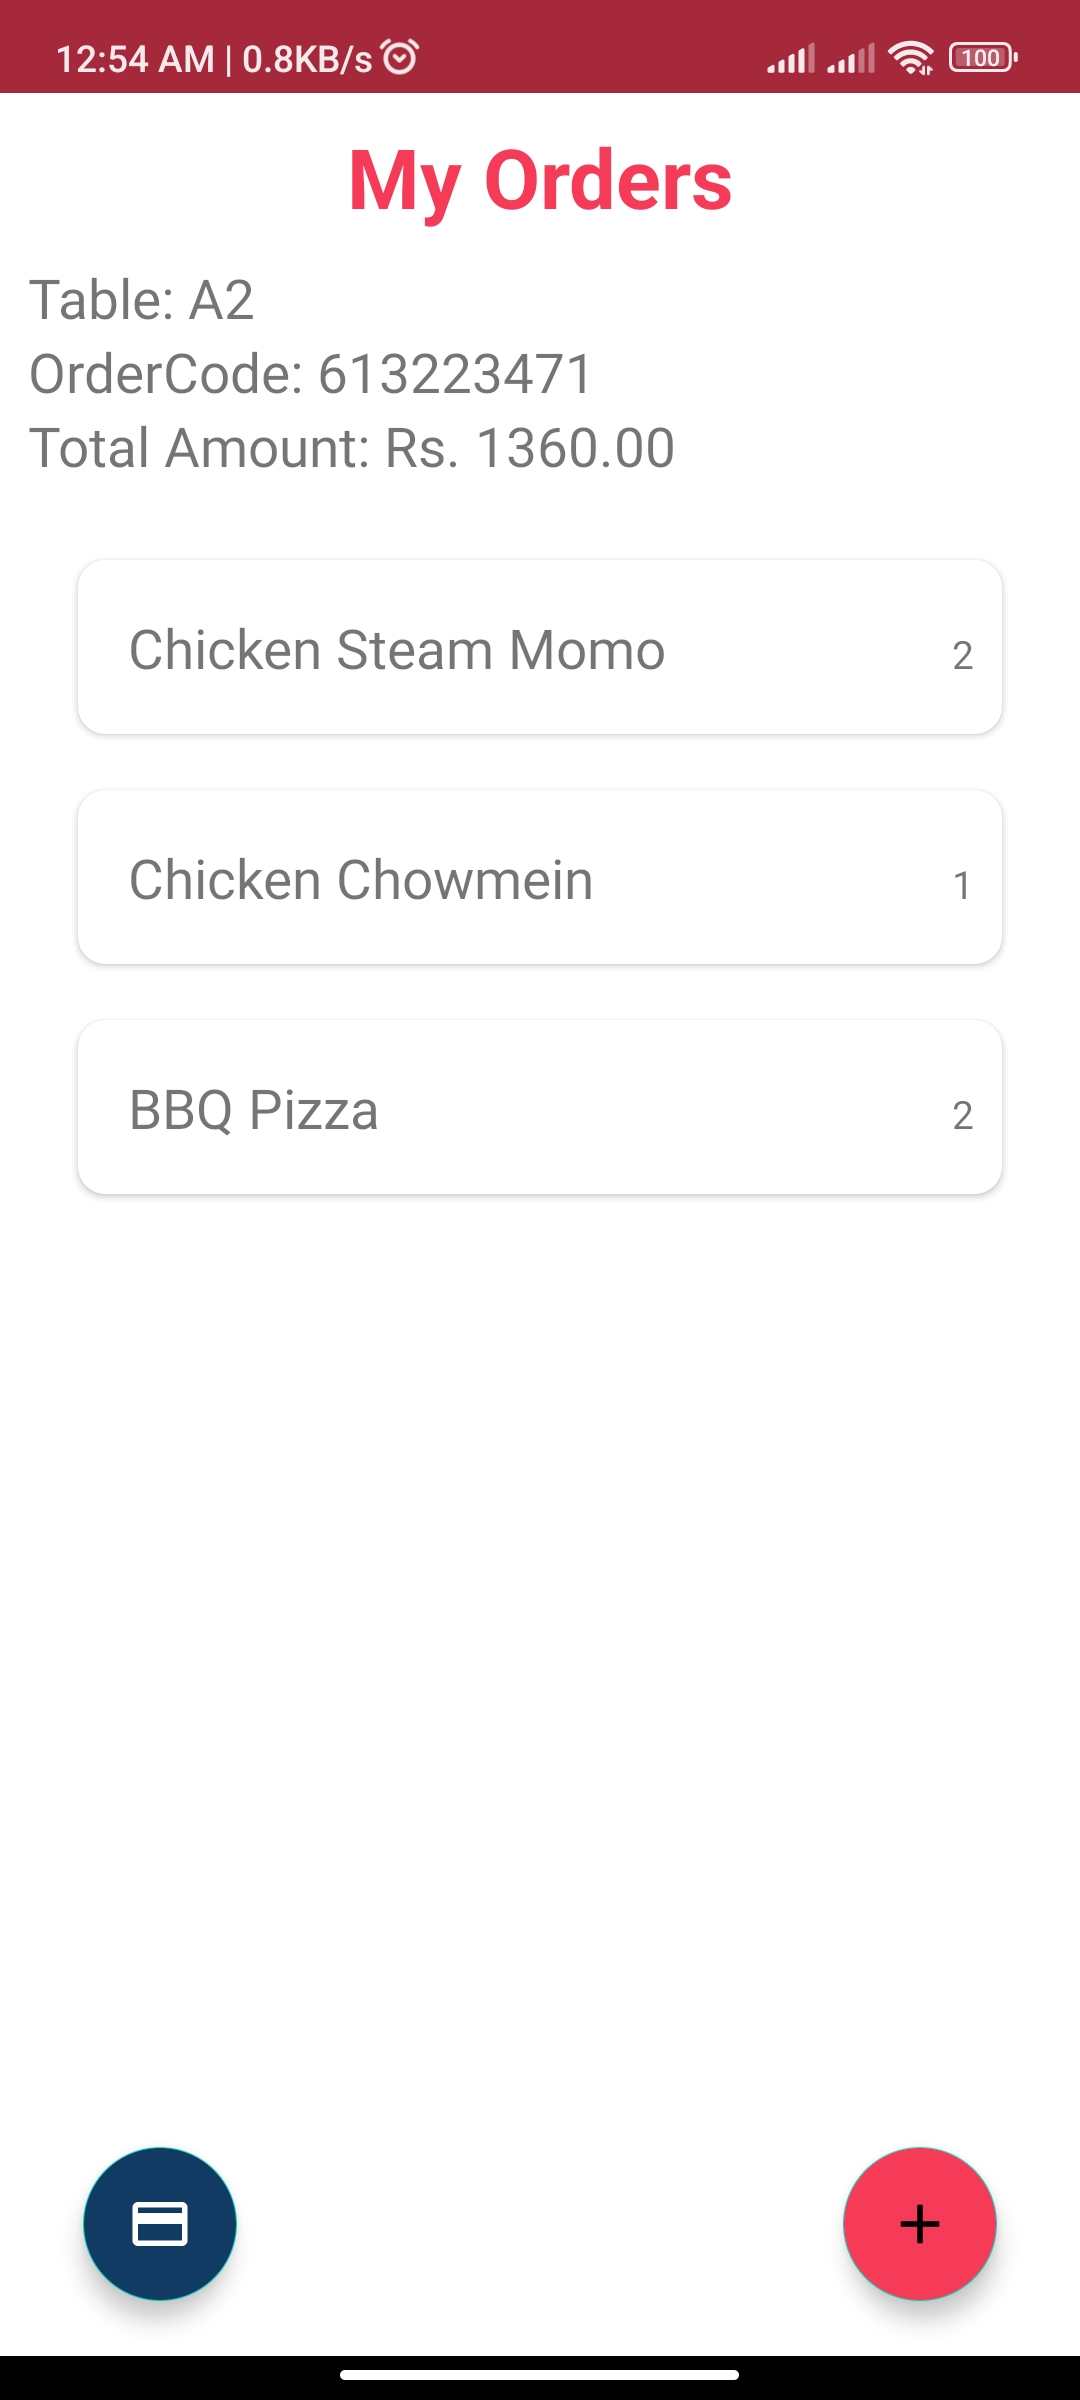 12:54 AM | 0.8KB/s 100
My Orders
Table: A2
OrderCode: 613223471
Total Amount: Rs. 1360.00
Chicken Steam Momo 2
Chicken Chowmein 1
BBQ Pizza 2